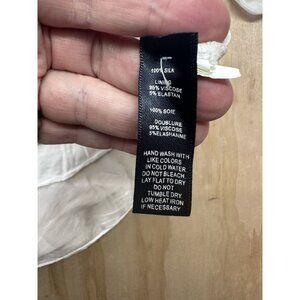 100% SILK
LINING
95% VISCOSE
5% ELASTAN
100% SOIE
DOUBLURE
95% VISCOSE
5%ELASHANNE
HAND WASH WITH
LIKE COLORS
IN COLD WATER
DO NOT BLEACH.
LAY FLAT TO DRY
DO NOT
TUMBLE DRY
LOW HEAT IRON
IF NECESSARY